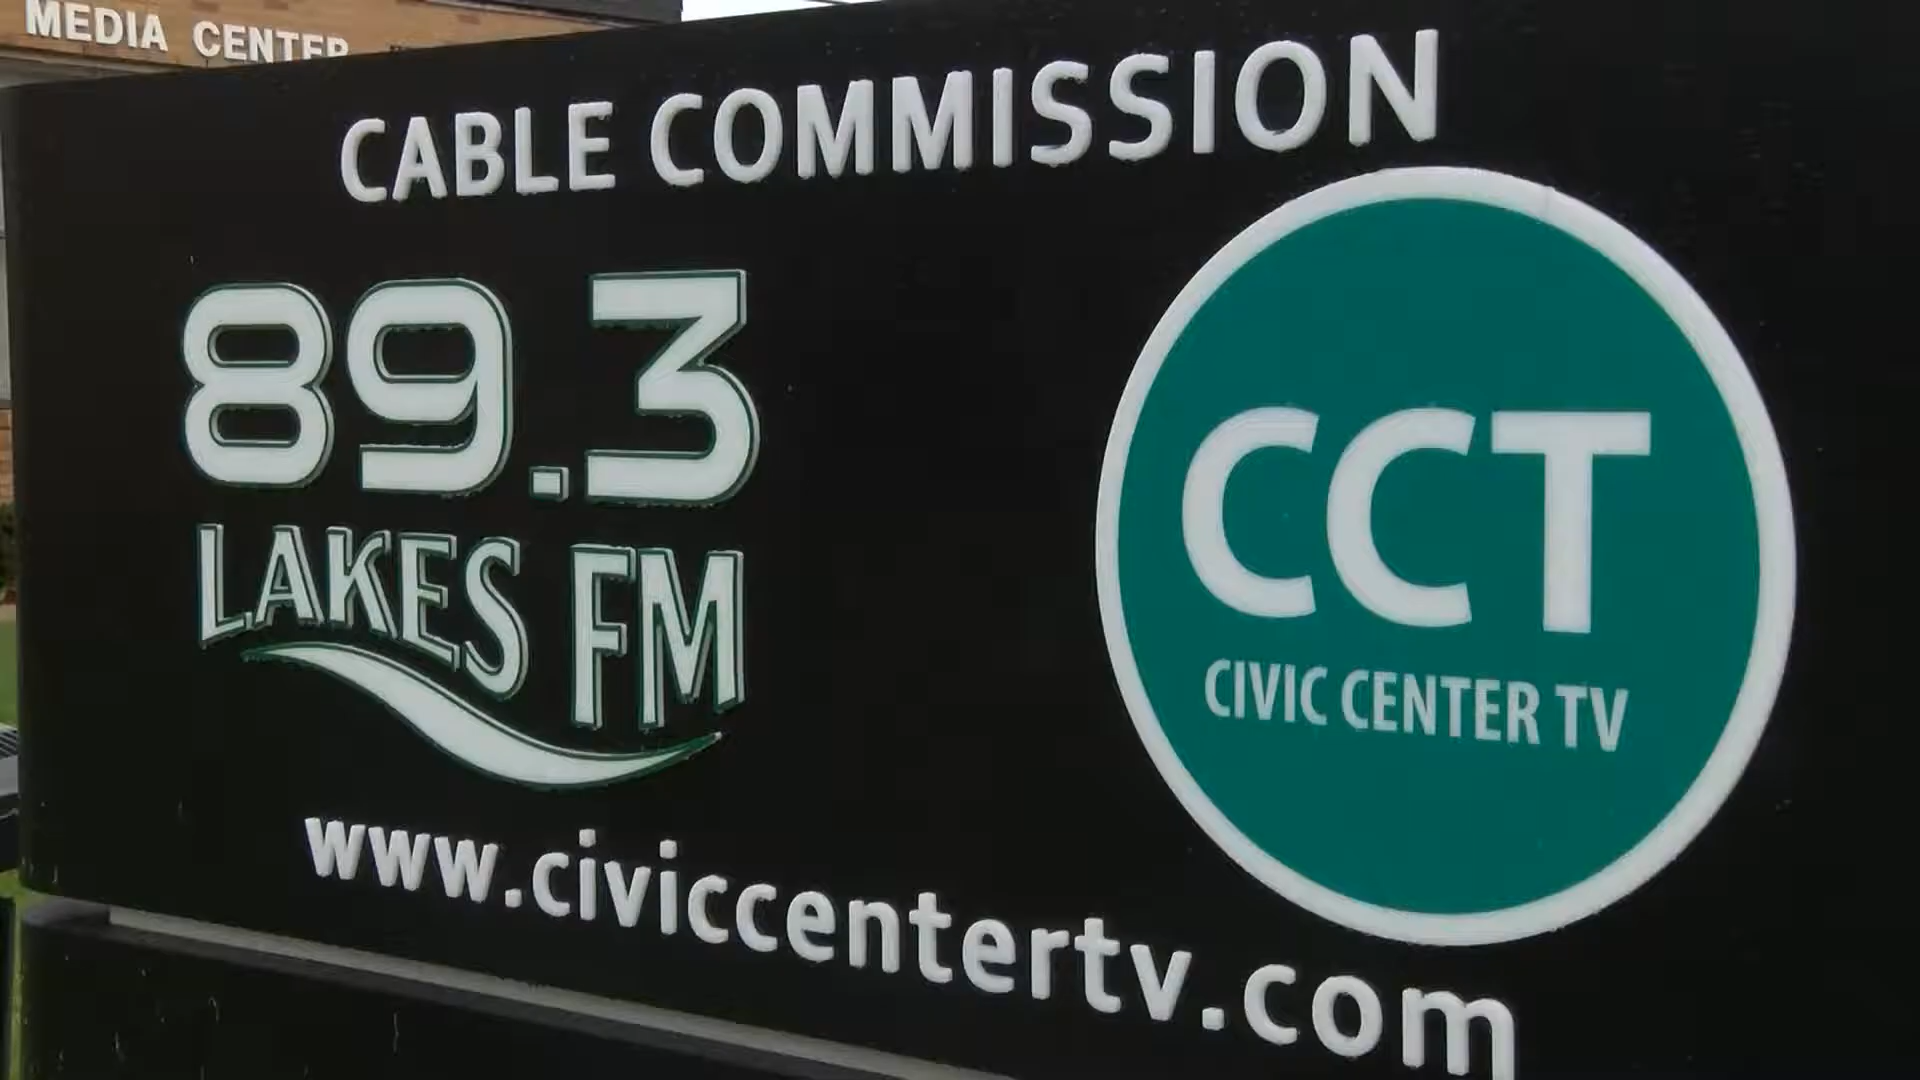 MEDIA CENTER
CABLE COMMISSION
89.3
LAKES FM
CCT
CIVIC CENTER TV
www.civiccentertv.com